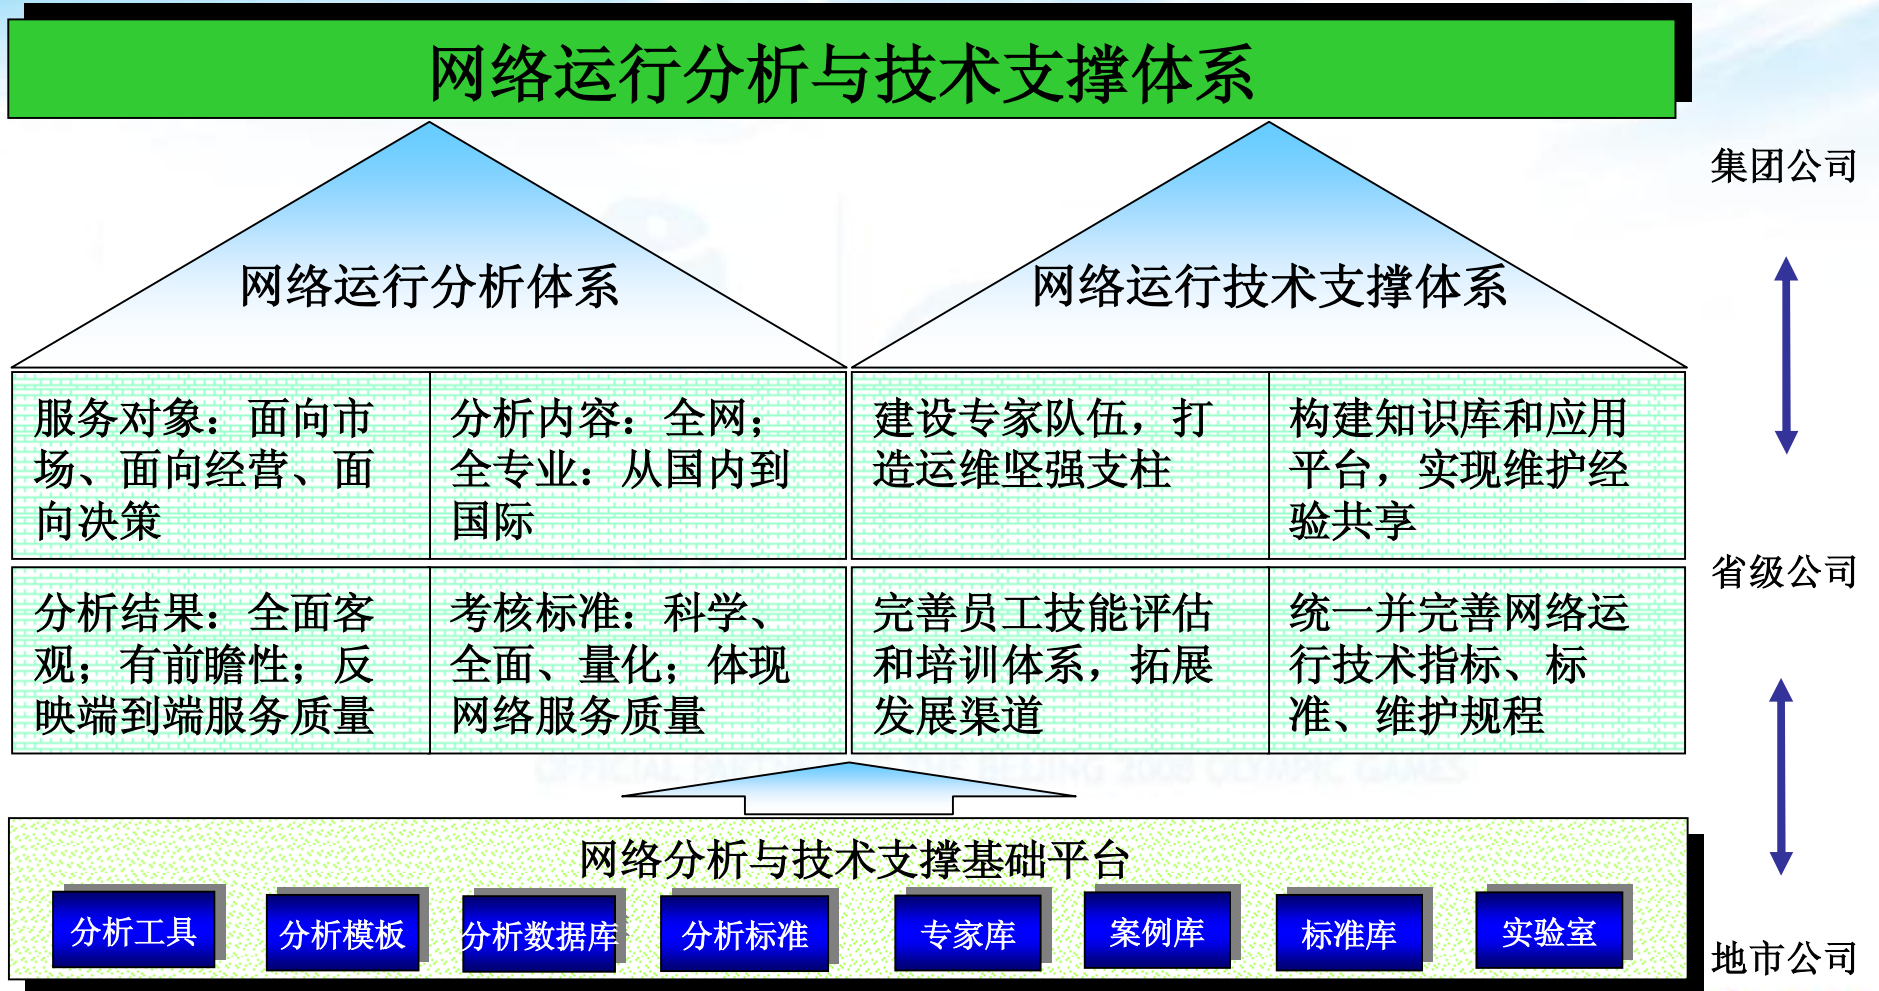 网络运行分析与技术支撑体系
集团公司
网络运行分析体系
网络运行技术支撑体系
服务对象：面向市
场、面向经营、面
向决策
分析内容：全网；
全专业：从国内到
国际
建设专家队伍，打
造运维坚强支柱
构建知识库和应用
平台，实现维护经
验共享
省级公司
分析结果：全面客
观；有前瞻性；反
映端到端服务质量
考核标准：科学、
全面、量化；体现
网络服务质量
完善员工技能评估
和培训体系，拓展
发展渠道
统一并完善网络运
行技术指标、标
准、维护规程
OFFICIAL PARTNER OF THE BEIJING 2008 OLYMPIC GAMES
网络分析与技术支撑基础平台
分析工具
分析模板
分析数据库
分析标准
专家库
案例库
标准库
实验室
地市公司